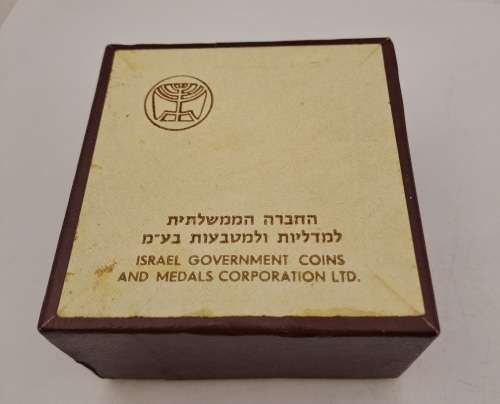 החברה הממשלתית
למדליות ולמטבעות בע״מ
ISRAEL GOVERNMENT COINS
AND MEDALS CORPORATION LTD.